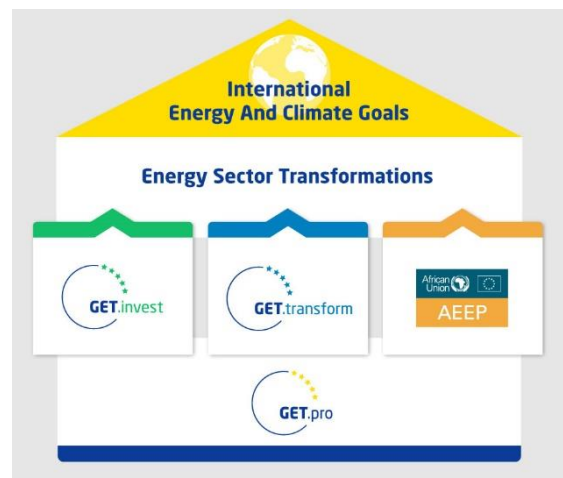 International
Energy And Climate Goals
Energy Sector Transformations
GET.invest
GET.transform
African
Union
AEEP
GET.pro